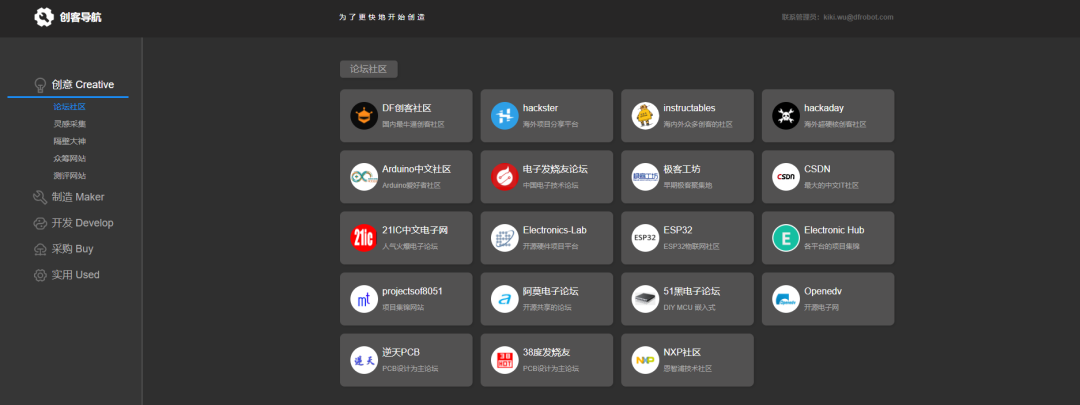 创客导航
为了更快地开始创造
联系管理员：kiki.wu@dfrobot.com
创意 Creative
论坛社区
灵感采集
隔壁大神
众筹网站
测评网站
制造 Maker
开发 Develop
采购 Buy
实用 Used
论坛社区
DF创客社区
国内最牛逼创客社区
hackster
海外项目分享平台
instructables
海内外众多创客的社区
hackaday
海外超硬核创客社区
Arduino中文社区
Arduino爱好者社区
电子发烧友论坛
中国电子技术论坛
极客工坊
极客工坊
早期极客聚集地
CSDN
CSDN
最大的中文IT社区
21ic
21IC中文电子网
人气火爆电子论坛
Electronics-Lab
开源硬件项目平台
ESP32
ESP32
ESP32物联网社区
E
Electronic Hub
各平台的项目集锦
mt
projectsof8051
项目集锦网站
a
阿莫电子论坛
开源共享的论坛
51黑电子论坛
DIY MCU 嵌入式
Openedv
Openedv
开源电子网
逆天
逆天PCB
PCB设计为主论坛
38
HOT
38度发烧友
PCB设计为主论坛
NXP
NXP社区
恩智浦技术社区